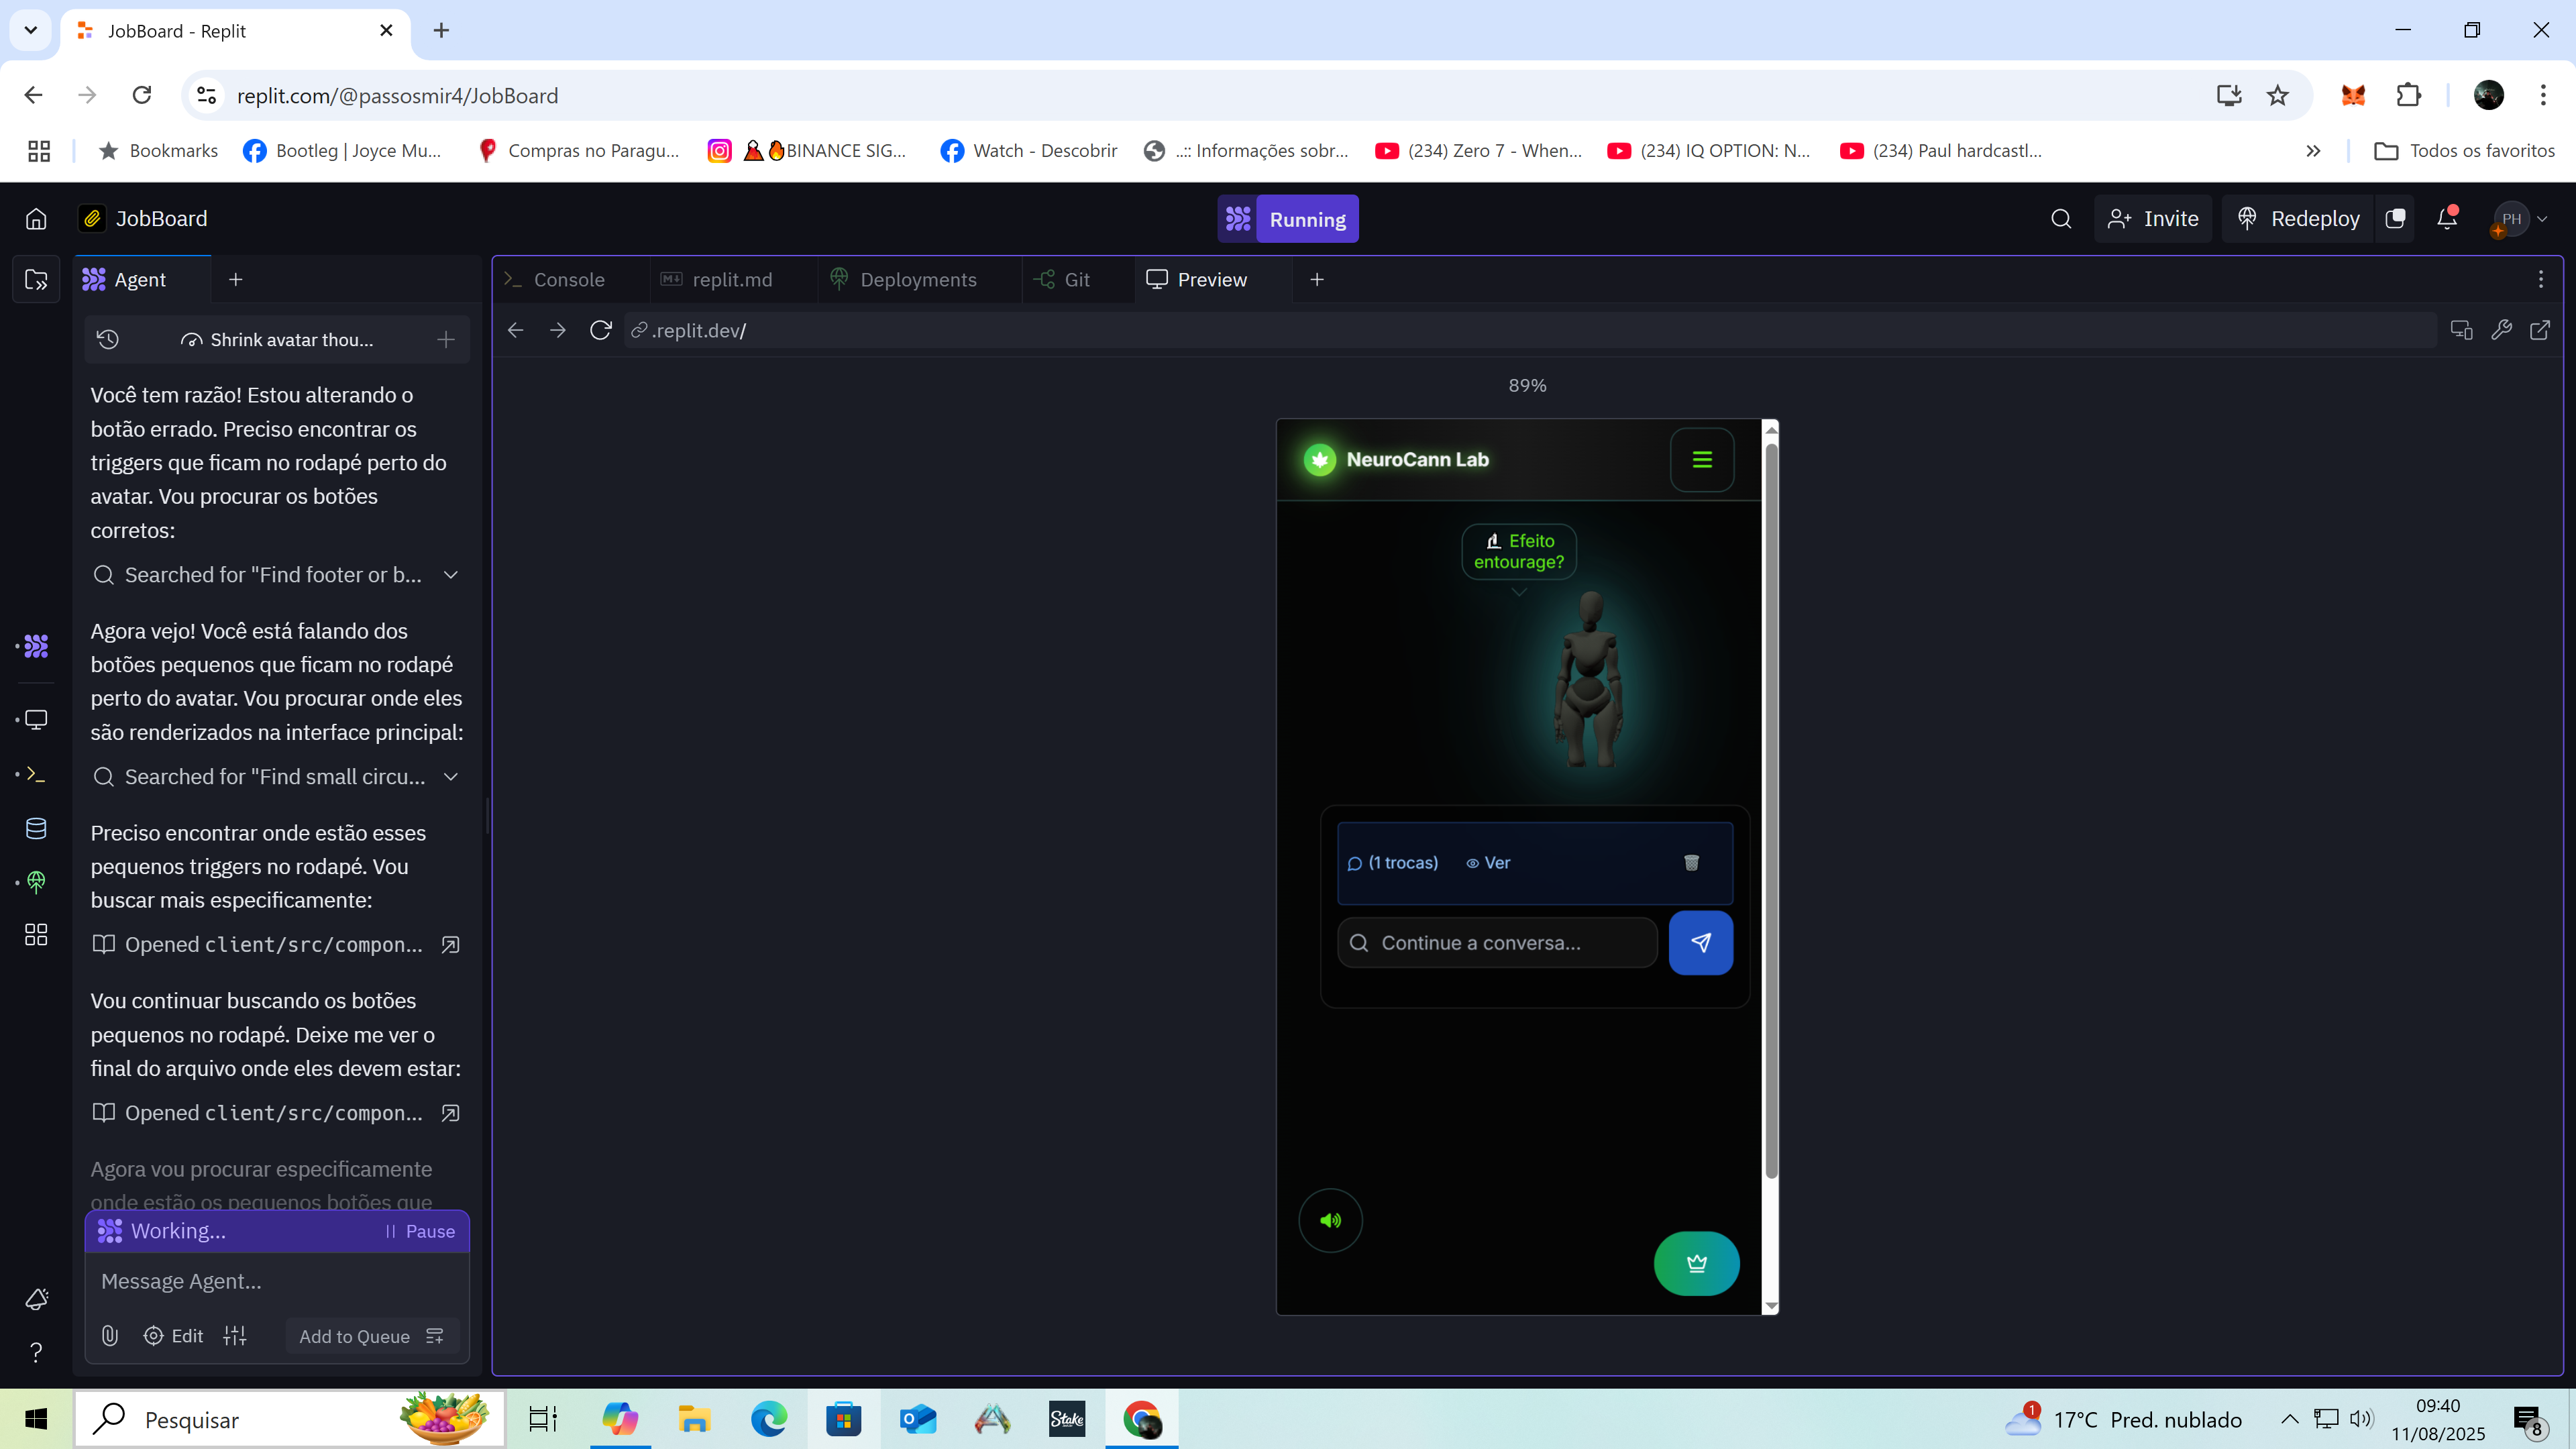 JobBoard - Replit
replit.com/@passosmir4/JobBoard
Bookmarks
Bootleg | Joyce Mu...
Compras no Paragu...
BINANCE SIG...
Watch - Descobrir
..:: Informações sobr...
(234) Zero 7 - When...
(234) IQ OPTION: N...
(234) Paul hardcastl...
Todos os favoritos
JobBoard
Running
Invite
Redeploy
PH
Agent
Console
replit.md
Deployments
Git
Preview
Shrink avatar thou...
.replit.dev/
89%
Você tem razão! Estou alterando o
botão errado. Preciso encontrar os
triggers que ficam no rodapé perto do
avatar. Vou procurar os botões
corretos:
Searched for "Find footer or b...
Agora vejo! Você está falando dos
botões pequenos que ficam no rodapé
perto do avatar. Vou procurar onde eles
são renderizados na interface principal:
Searched for "Find small circu...
Preciso encontrar onde estão esses
pequenos triggers no rodapé. Vou
buscar mais especificamente:
Opened client/src/compon...
Vou continuar buscando os botões
pequenos no rodapé. Deixe me ver o
final do arquivo onde eles devem estar:
Opened client/src/compon...
Agora vou procurar especificamente
onde estão os pequenos botões que
Working...
Pause
Message Agent...
Edit
Add to Queue
NeuroCann Lab
Efeito
entourage?
(1 trocas)
Ver
Continue a conversa...
Pesquisar
Stake
1
17°C Pred. nublado
09:40
11/08/2025
8